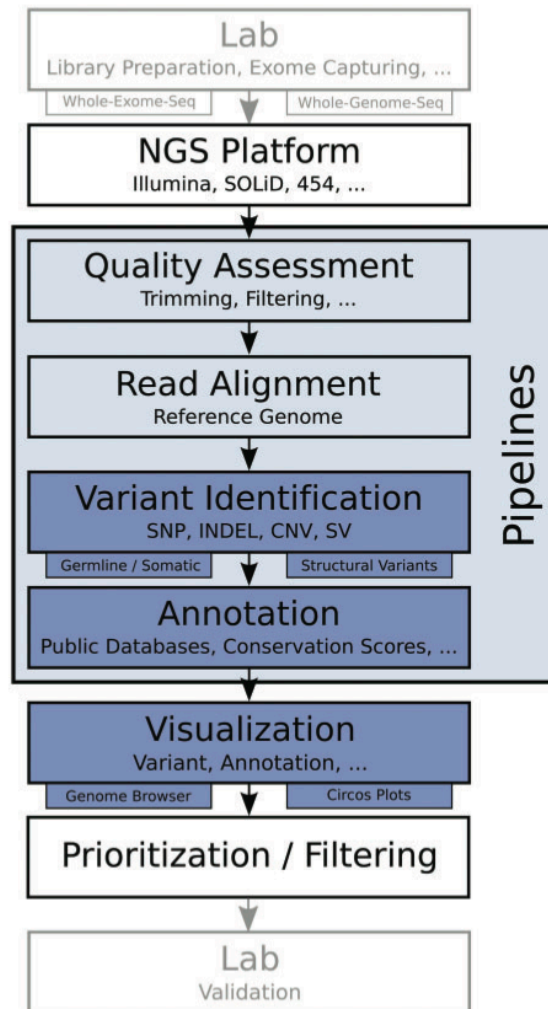 Lab
Library Preparation, Exome Capturing, ...
Whole-Exome-Seq
Whole-Genome-Seq
NGS Platform
Illumina, SOLiD, 454, ...
Pipelines
Quality Assessment
Trimming, Filtering, ...
Read Alignment
Reference Genome
Variant Identification
SNP, INDEL, CNV, SV
Germline / Somatic
Structural Variants
Annotation
Public Databases, Conservation Scores, ...
Visualization
Variant, Annotation, ...
Genome Browser
Circos Plots
Prioritization / Filtering
Lab
Validation